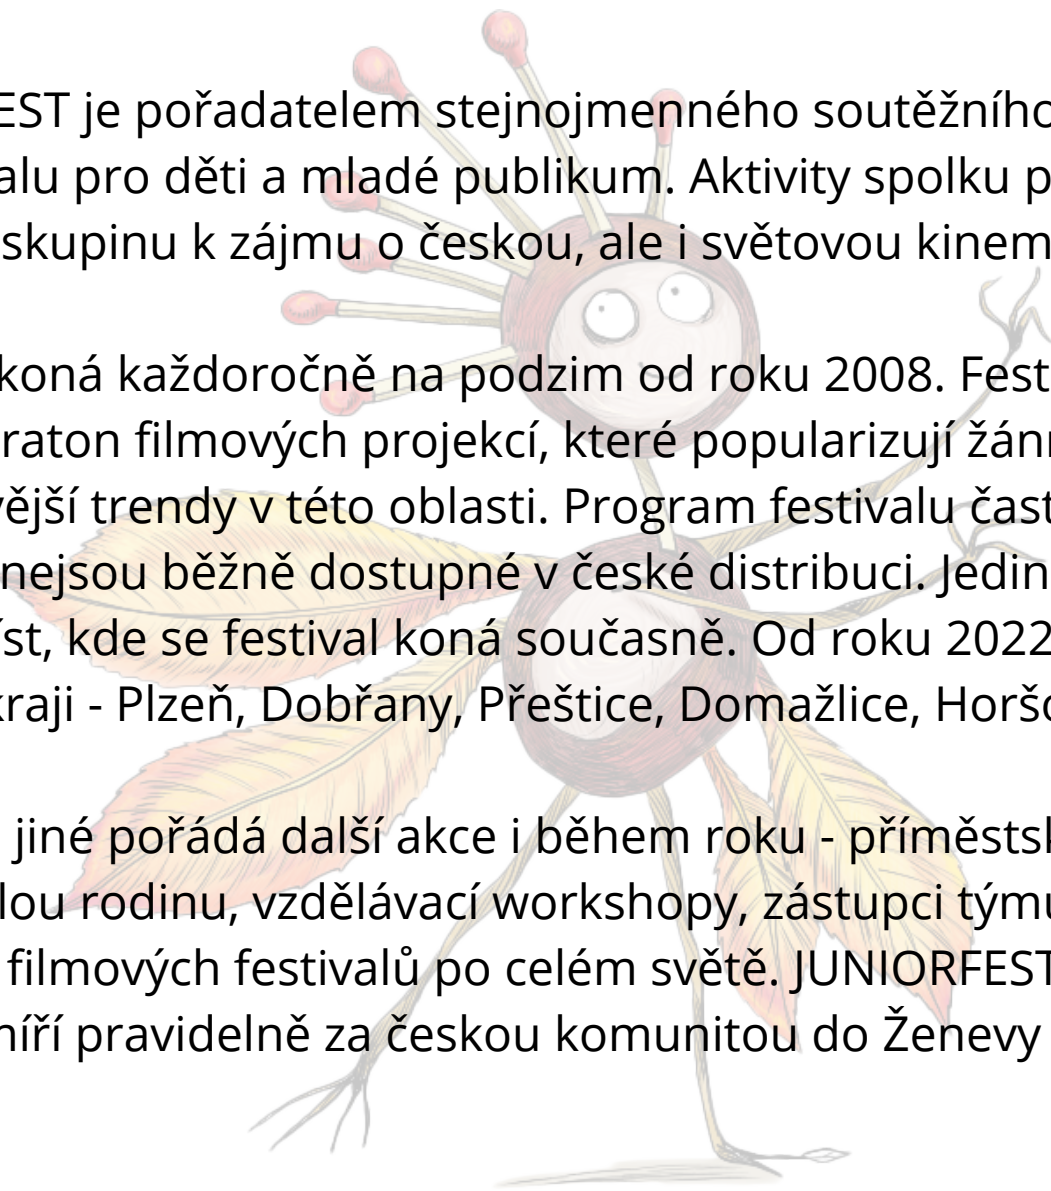 EST je pořadatelem stejnojmenného soutěžního
alu pro děti a mladé publikum. Aktivity spolku p
skupinu k zájmu o českou, ale i světovou kinem
koná každoročně na podzim od roku 2008. Fest
raton filmových projekcí, které popularizují žán
ější trendy v této oblasti. Program festivalu čast
nejsou běžně dostupné v české distribuci. Jedin
íst, kde se festival koná současně. Od roku 2022
kraji - Plzeň, Dobřany, Přeštice, Domažlice, Horšo
jiné pořádá další akce i během roku - příměstsk
lou rodinu, vzdělávací workshopy, zástupci týmu
filmových festivalů po celém světě. JUNIORFEST
míří pravidelně za českou komunitou do Ženevy